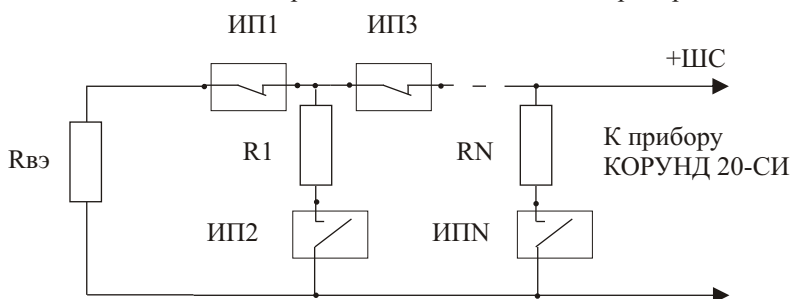 ИП1
ИП3
+ШС
Rвэ
R1
RN
К прибору
КОРУНД 20-СИ
ИП2
ИПN